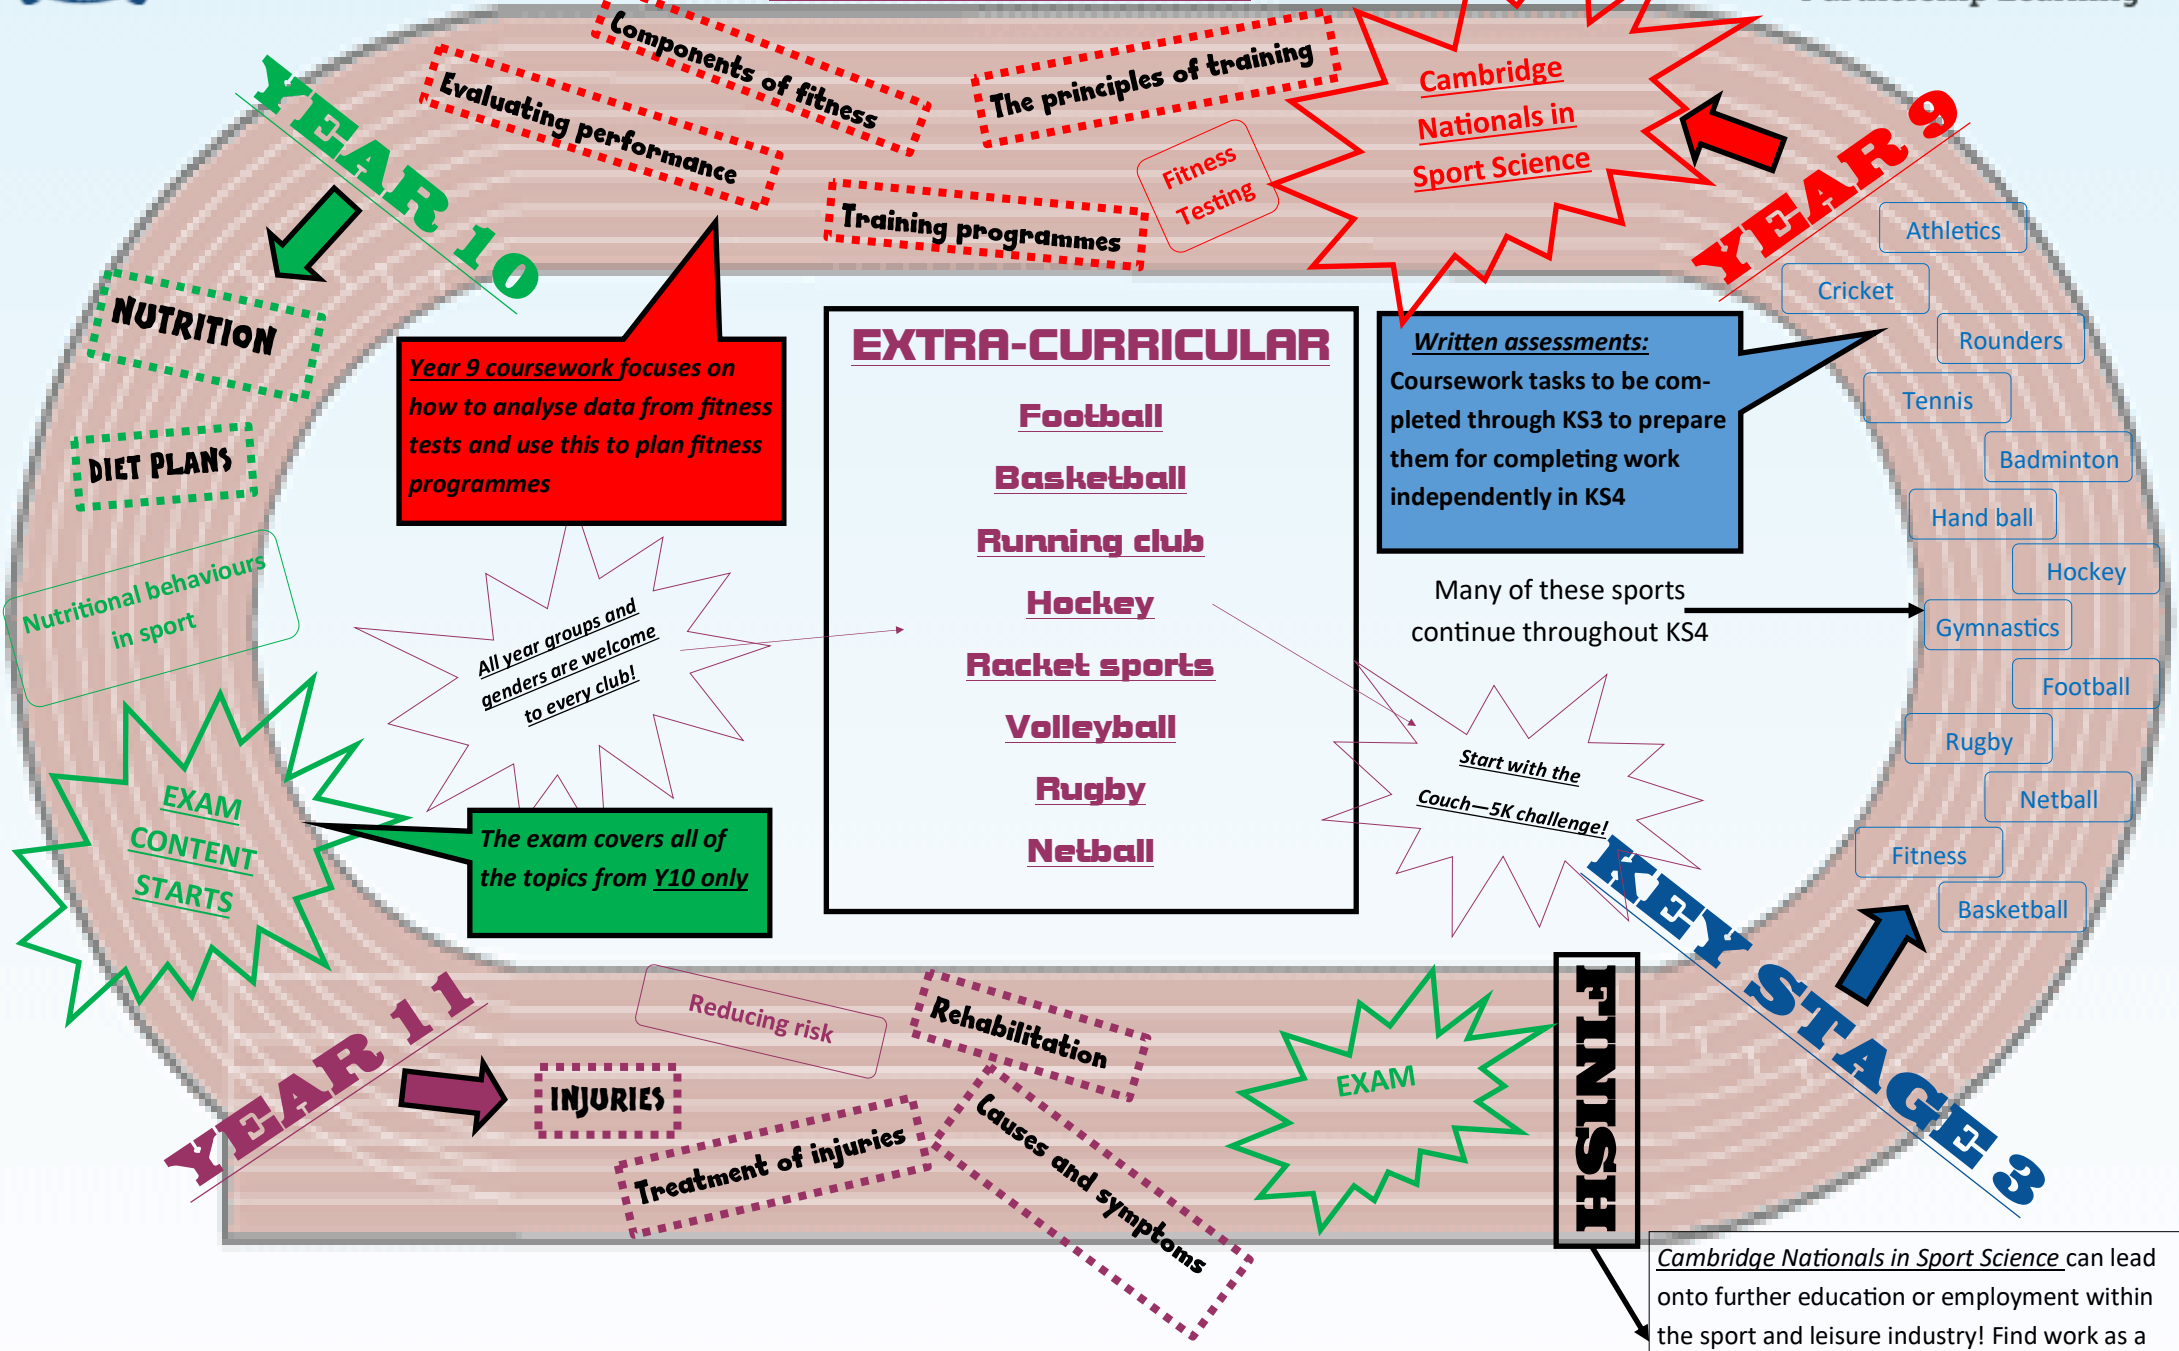 Components of fitness
Evaluating performance
The principles of training
Training programmes
Fitness
Testing
Cambridge
Nationals in
Sport Science
YEAR 9
YEAR 10
Athletics
Cricket
Rounders
Tennis
Badminton
Hand ball
Hockey
Gymnastics
Football
Rugby
Netball
Fitness
Basketball
KEY STAGE 3
NUTRITION
DIET PLANS
Nutritional behaviours
in sport
EXAM
CONTENT
STARTS
Year 9 coursework focuses on
how to analyse data from fitness
tests and use this to plan fitness
programmes
All year groups and
genders are welcome
to every club!
The exam covers all of
the topics from Y10 only
EXTRA-CURRICULAR
Football
Basketball
Running club
Hockey
Racket sports
Volleyball
Rugby
Netball
Written assessments:
Coursework tasks to be com-
pleted through KS3 to prepare
them for completing work
independently in KS4
Many of these sports
continue throughout KS4
Start with the
Couch—5K challenge!
YEAR 11
INJURIES
Reducing risk
Rehabilitation
Treatment of injuries
Causes and symptoms
EXAM
FINISH
Cambridge Nationals in Sport Science can lead
onto further education or employment within
the sport and leisure industry! Find work as a